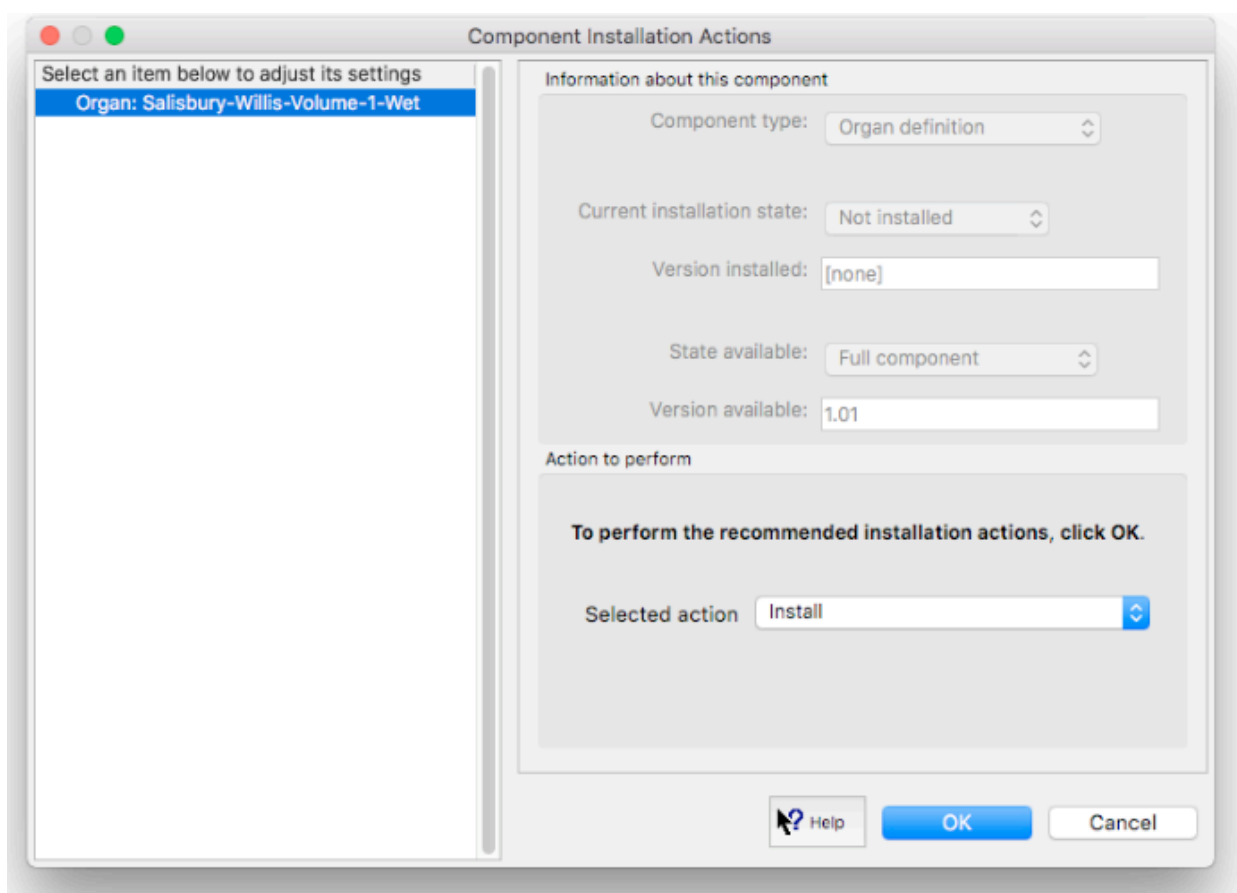 Component Installation Actions
Select an item below to adjust its settings
Organ: Salisbury-Willis-Volume-1-Wet
Information about this component
Component type: Organ definition
Current installation state: Not installed
Version installed: [none]
State available: Full component
Version available: 1.01
Action to perform
To perform the recommended installation actions, click OK.
Selected action Install
? Help OK Cancel